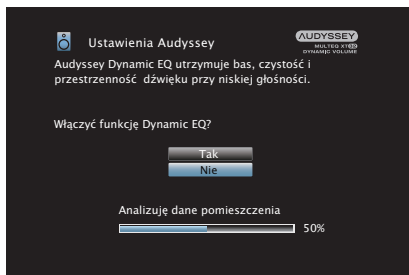 Ustawienia Audyssey
AUDYSSEY
MULTEQ XT32
DYNAMIC VOLUME
Audyssey Dynamic EQ utrzymuje bas, czystość i
przestrzenność dźwięku przy niskiej głośności.
Włączyć funkcję Dynamic EQ?
Tak
Nie
Analizuję dane pomieszczenia
50%